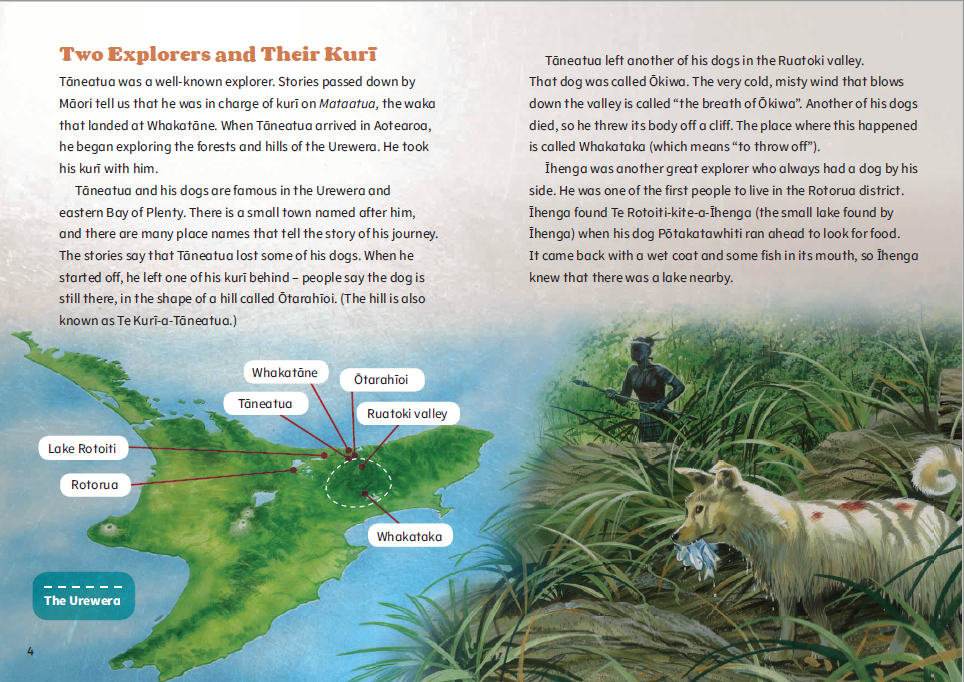 Two Explorers and Their Kurī
Tāneatua was a well-known explorer. Stories passed down by
Māori tell us that he was in charge of kurī on Mataatua, the waka
that landed at Whakatāne. When Tāneatua arrived in Aotearoa,
he began exploring the forests and hills of the Urewera. He took
his kurī with him.
Tāneatua and his dogs are famous in the Urewera and
eastern Bay of Plenty. There is a small town named after him,
and there are many place names that tell the story of his journey.
The stories say that Tāneatua lost some of his dogs. When he
started off, he left one of his kurī behind – people say the dog is
still there, in the shape of a hill called Ōtarahīoi. (The hill is also
known as Te Kurī-a-Tāneatua.)
Tāneatua left another of his dogs in the Ruatoki valley.
That dog was called Ōkiwa. The very cold, misty wind that blows
down the valley is called “the breath of Ōkiwa”. Another of his dogs
died, so he threw its body off a cliff. The place where this happened
is called Whakataka (which means “to throw off”).
Īhenga was another great explorer who always had a dog by his
side. He was one of the first people to live in the Rotorua district.
Īhenga found Te Rotoiti-kite-a-Īhenga (the small lake found by
Īhenga) when his dog Pōtakatawhiti ran ahead to look for food.
It came back with a wet coat and some fish in its mouth, so Īhenga
knew that there was a lake nearby.
Whakatāne
Ōtarahīoi
Tāneatua
Ruatoki valley
Lake Rotoiti
Rotorua
Whakataka
The Urewera
4